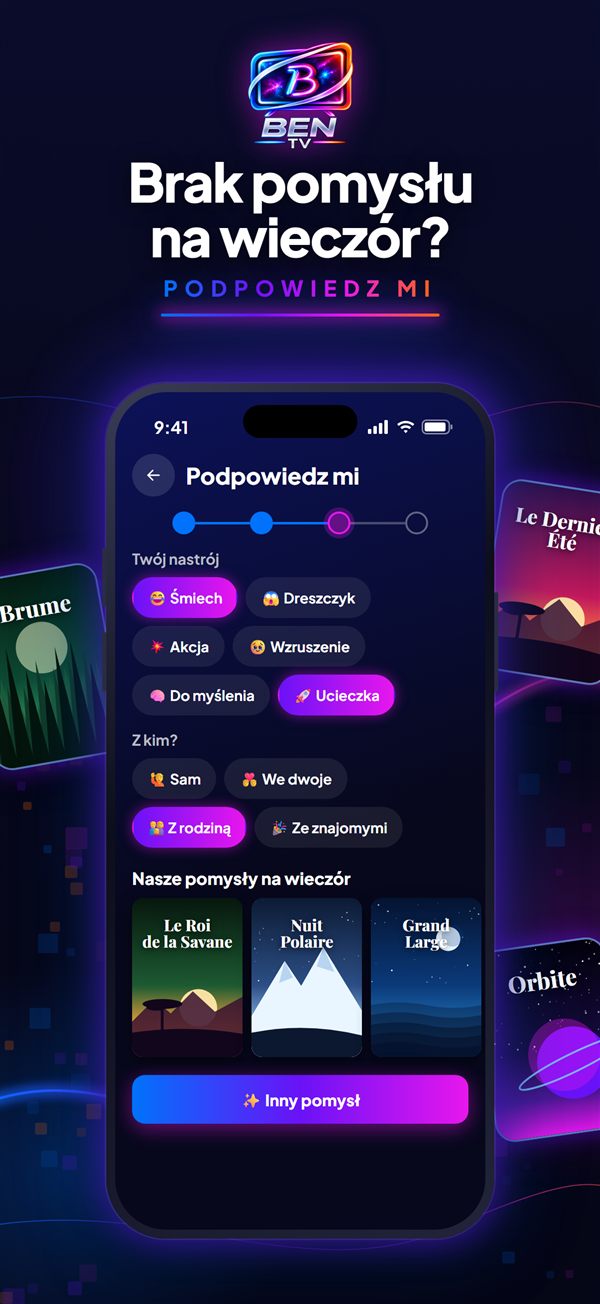 B
BEN
TV
Brak pomysłu
na wieczór?
PODPOWIEDZ MI
9:41
Podpowiedz mi
Twój nastrój
Śmiech
Dreszczyk
Akcja
Wzruszenie
Do myślenia
Ucieczka
Z kim?
Sam
We dwoje
Z rodziną
Ze znajomymi
Nasze pomysły na wieczór
Le Roi
de la Savane
Nuit
Polaire
Grand
Large
Inny pomysł
Brume
Le Dernie
Été
Orbite